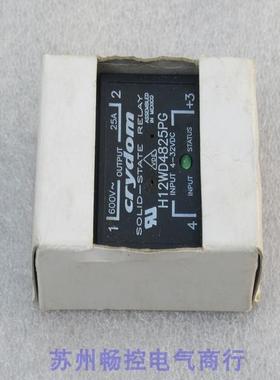 1
600V~
OUTPUT
25A
2
crydom
SOLID-STATE RELAY
ASSEMBLED
IN MEXICO
H12WD4825PG
4
INPUT 4-32VDC
INPUT
STATUS
+3
苏州畅控电气商行